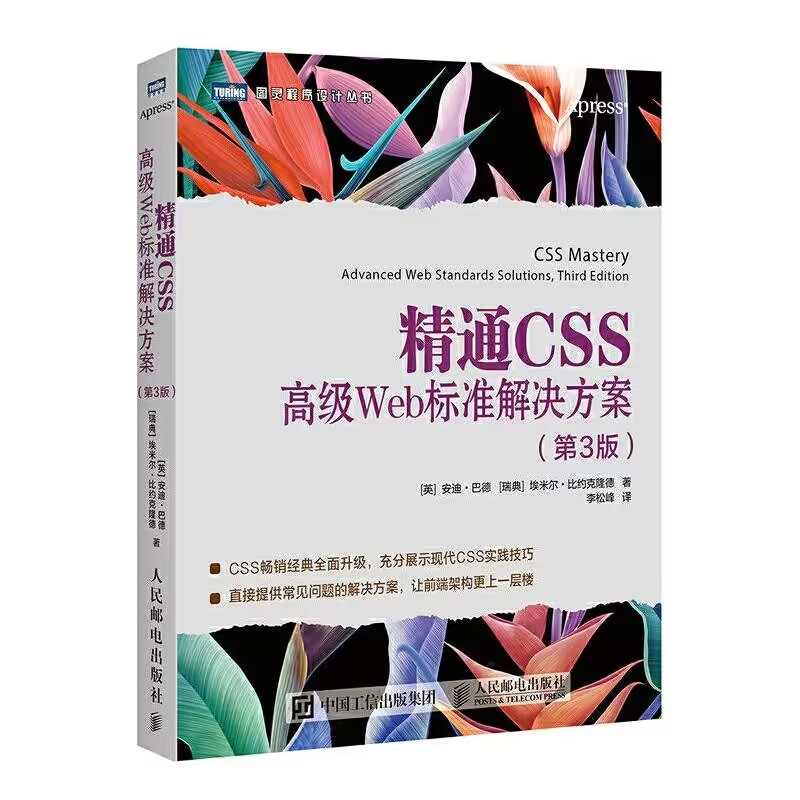 TURING
图灵教育
Apress®
精通CSS
高级Web标准解决方案
(第3版)
[英] 安迪·巴德
[瑞典] 埃米尔·比约克隆德 著
人民邮电出版社
TURING 图灵程序设计丛书
Apress®
CSS Mastery
Advanced Web Standards Solutions, Third Edition
精通CSS
高级Web标准解决方案
(第3版)
[英] 安迪·巴德 [瑞典] 埃米尔·比约克隆德 著
李松峰 译
CSS畅销经典全面升级，充分展示现代CSS实践技巧
直接提供常见问题的解决方案，让前端架构更上一层楼
中国工信出版集团
人民邮电出版社
POSTS & TELECOM PRESS